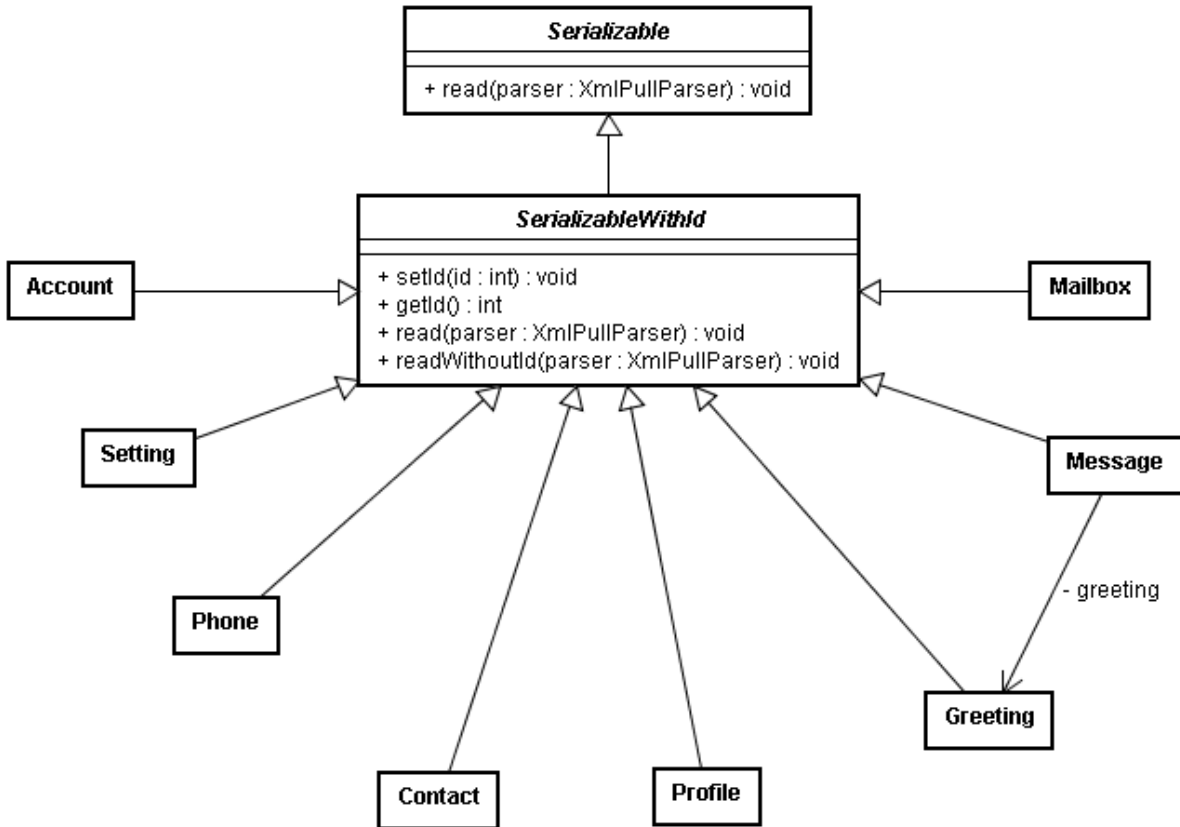 Serializable
+ read(parser : XmlPullParser) : void
SerializableWithId
+ setId(id : int) : void
+ getId() : int
+ read(parser : XmlPullParser) : void
+ readWithoutId(parser : XmlPullParser) : void
Account
Mailbox
Setting
Message
Phone
- greeting
Greeting
Contact
Profile